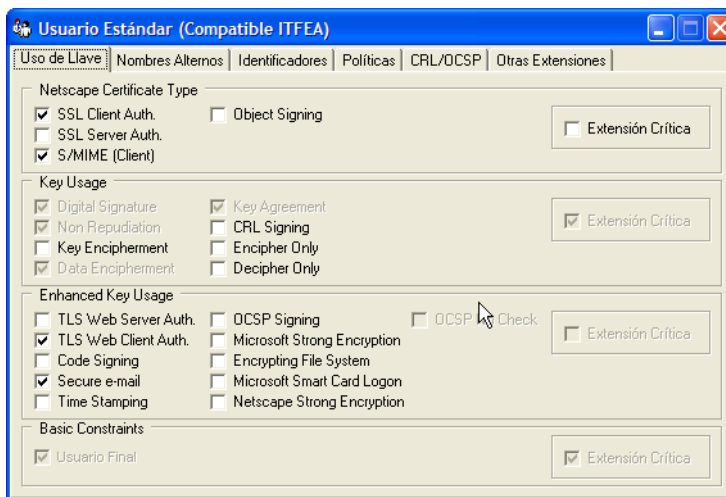 Usuario Estándar (Compatible ITFEA)
Uso de Llave Nombres Alternos Identificadores Políticas CRL/OCSP Otras Extensiones
Netscape Certificate Type
SSL Client Auth. Object Signing
SSL Server Auth. Extensión Crítica
S/MIME (Client)
Key Usage
Digital Signature Key Agreement
Non Repudiation CRL Signing Extensión Crítica
Key Encipherment Encipher Only
Data Encipherment Decipher Only
Enhanced Key Usage
TLS Web Server Auth. OCSP Signing OCSP Check
TLS Web Client Auth. Microsoft Strong Encryption Extensión Crítica
Code Signing Encrypting File System
Secure e-mail Microsoft Smart Card Logon
Time Stamping Netscape Strong Encryption
Basic Constraints
Usuario Final Extensión Crítica